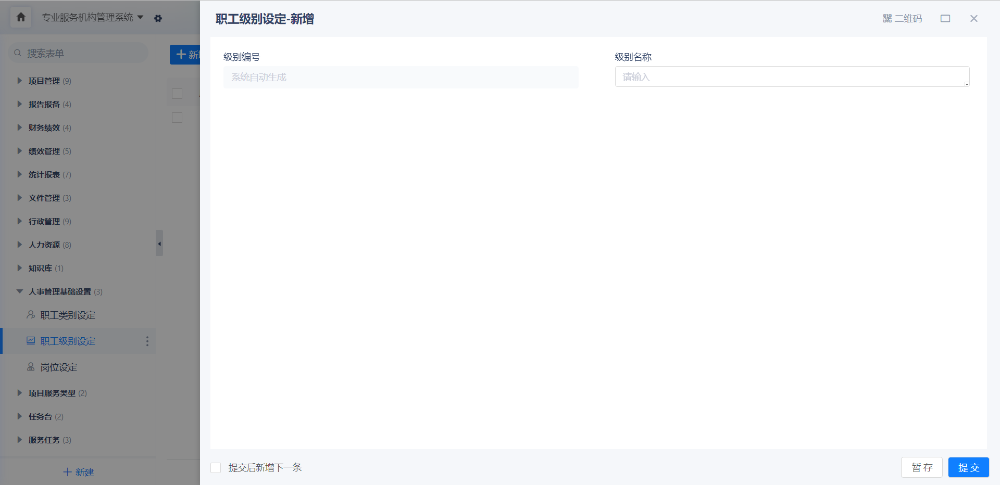 专业服务机构管理系统
搜索表单
项目管理 (9)
报告报备 (4)
财务绩效 (4)
绩效管理 (5)
统计报表 (7)
文件管理 (3)
行政管理 (9)
人力资源 (8)
知识库 (1)
人事管理基础设置 (3)
职工类别设定
职工级别设定
岗位设定
项目服务类型 (2)
任务台 (2)
服务任务 (3)
新建
职工级别设定-新增
二维码
级别编号
系统自动生成
级别名称
请输入
提交后新增下一条
暂存
提交